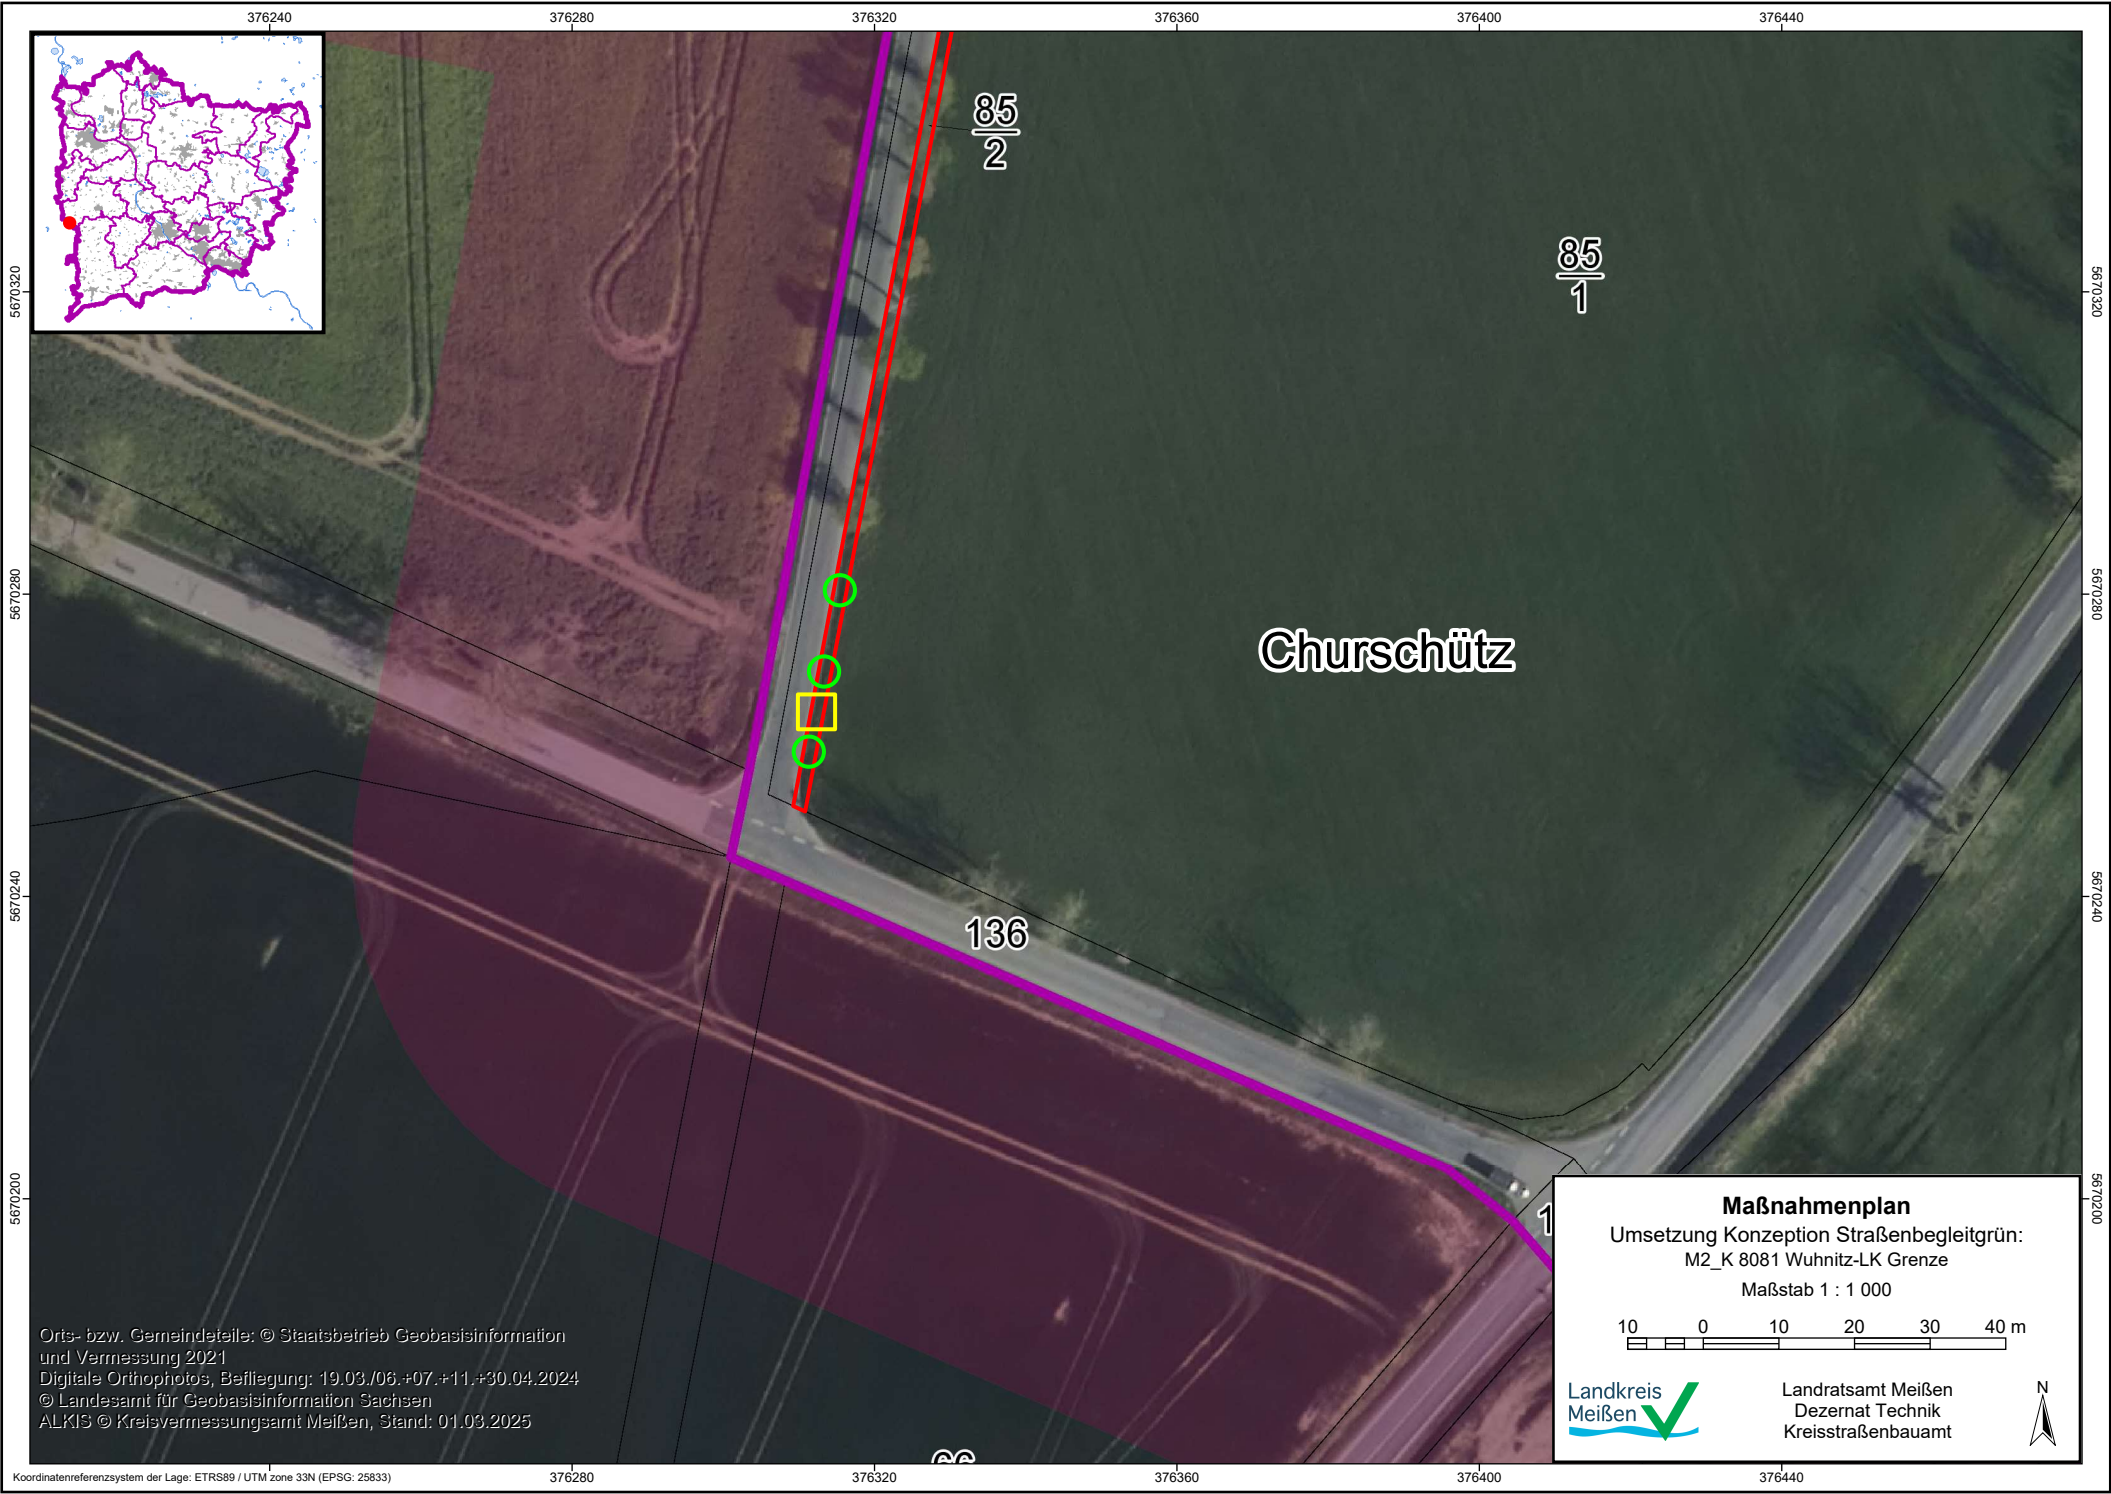 376240 376280 376320 376360 376400 376440
85
2
85
1
5670320 5670320
5670280 5670280
Churschütz
5670240 5670240
136
5670200 5670200
1
Maßnahmenplan
Umsetzung Konzeption Straßenbegleitgrün:
M2_K 8081 Wuhnitz-LK Grenze
Maßstab 1 : 1 000
10 0 10 20 30 40 m
Landkreis
Meißen
Landratsamt Meißen
Dezernat Technik
Kreisstraßenbauamt
N
Orts- bzw. Gemeindeteile: © Staatsbetrieb Geobasisinformation
und Vermessung 2021
Digitale Orthophotos, Befliegung: 19.03./06.+07.+11.+30.04.2024
© Landesamt für Geobasisinformation Sachsen
ALKIS © Kreisvermessungsamt Meißen, Stand: 01.03.2025
Koordinatenreferenzsystem der Lage: ETRS89 / UTM zone 33N (EPSG: 25833)
376280 376320 376360 376400 376440